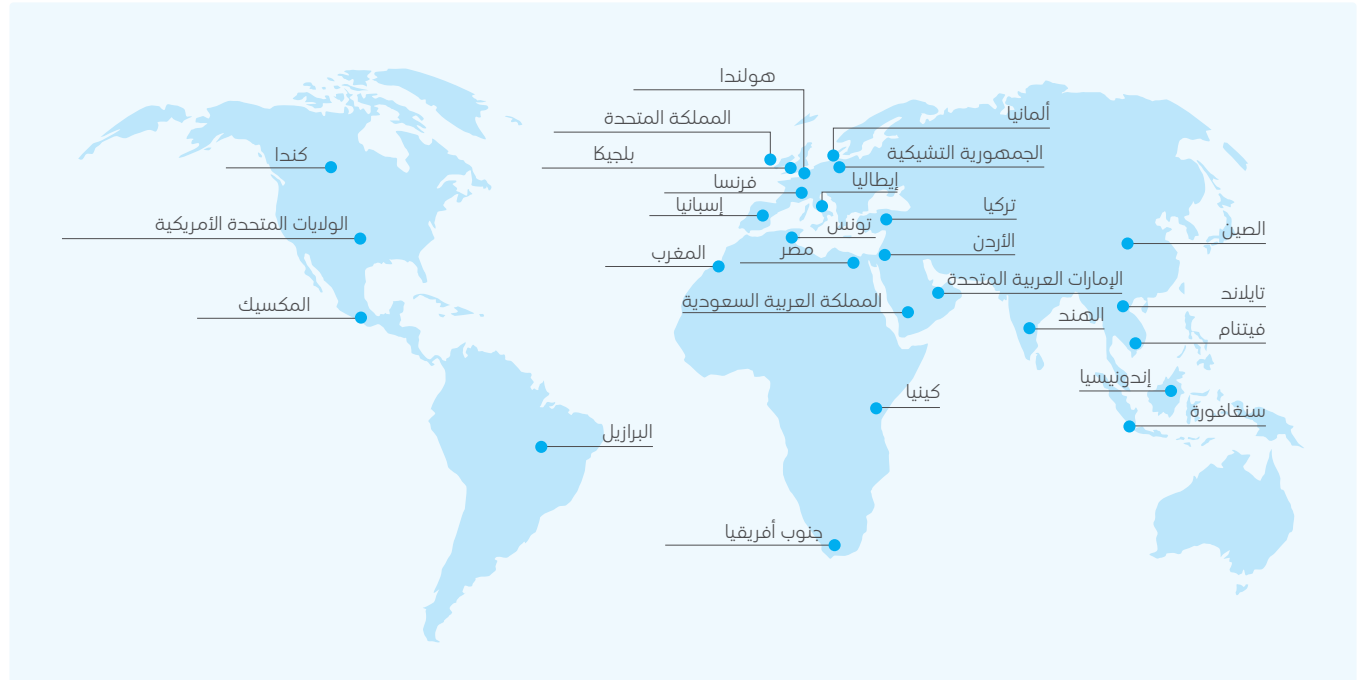 هولندا
ألمانيا
المملكة المتحدة
الجمهورية التشيكية
بلجيكا
كندا
إيطاليا
فرنسا
إسبانيا
تركيا
تونس
الولايات المتحدة الأمريكية
الصين
الأردن
مصر
المغرب
الإمارات العربية المتحدة
تايلاند
المملكة العربية السعودية
المكسيك
الهند
فيتنام
إندونيسيا
كينيا
سنغافورة
البرازيل
جنوب أفريقيا